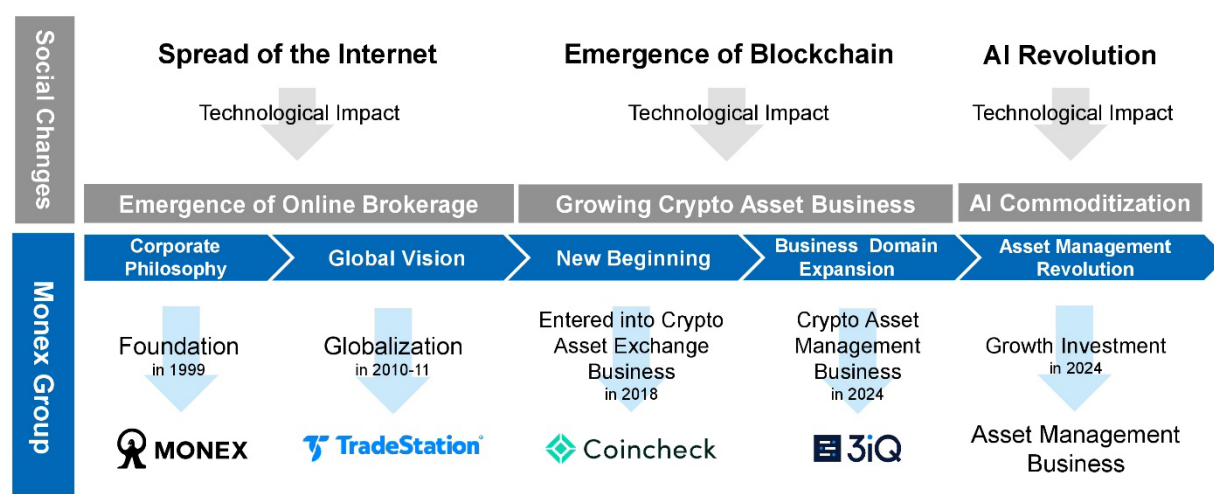 Social Changes
Spread of the Internet
Emergence of Blockchain
AI Revolution
Technological Impact
Technological Impact
Technological Impact
Emergence of Online Brokerage
Growing Crypto Asset Business
AI Commoditization
Monex Group
Corporate
Philosophy
Global Vision
New Beginning
Business Domain
Expansion
Asset Management
Revolution
Foundation
in 1999
Globalization
in 2010-11
Entered into Crypto
Asset Exchange
Business
in 2018
Crypto Asset
Management
Business
in 2024
Growth Investment
in 2024
MONEX
TradeStation®
Coincheck
3iQ
Asset Management
Business